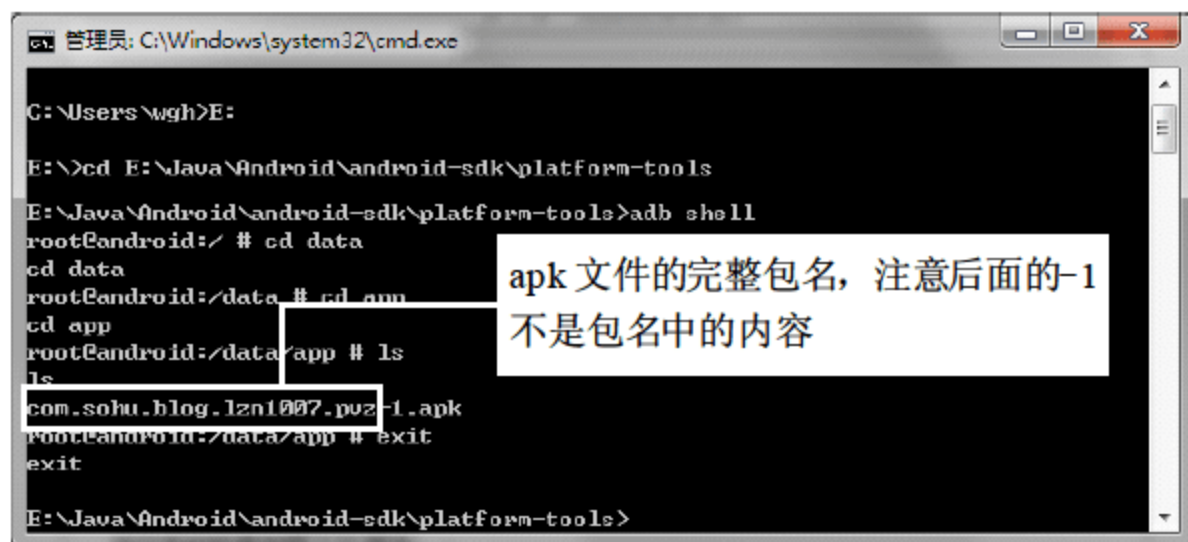 管理员: C:\Windows\system32\cmd.exe
C:\Users\wgh>E:
E:\>cd E:\Java\Android\android-sdk\platform-tools
E:\Java\Android\android-sdk\platform-tools>adb shell
root@android:/ # cd data
cd data
root@android:/data # cd app
cd app
root@android:/data/app # ls
ls
com.sohu.blog.lzn1007.pvz-1.apk
root@android:/data/app # exit
exit
E:\Java\Android\android-sdk\platform-tools>
apk 文件的完整包名，注意后面的-1
不是包名中的内容